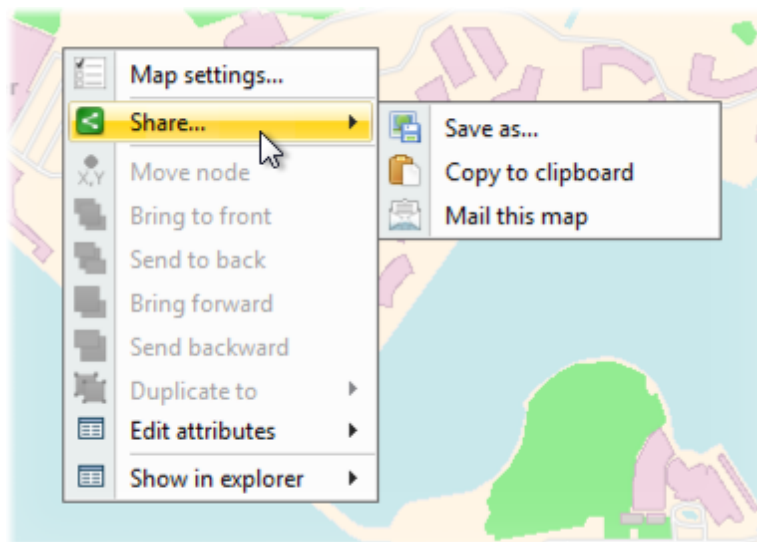 Map settings...
Share...
Move node
Bring to front
Send to back
Bring forward
Send backward
Duplicate to
Edit attributes
Show in explorer
Save as...
Copy to clipboard
Mail this map
X,Y
r